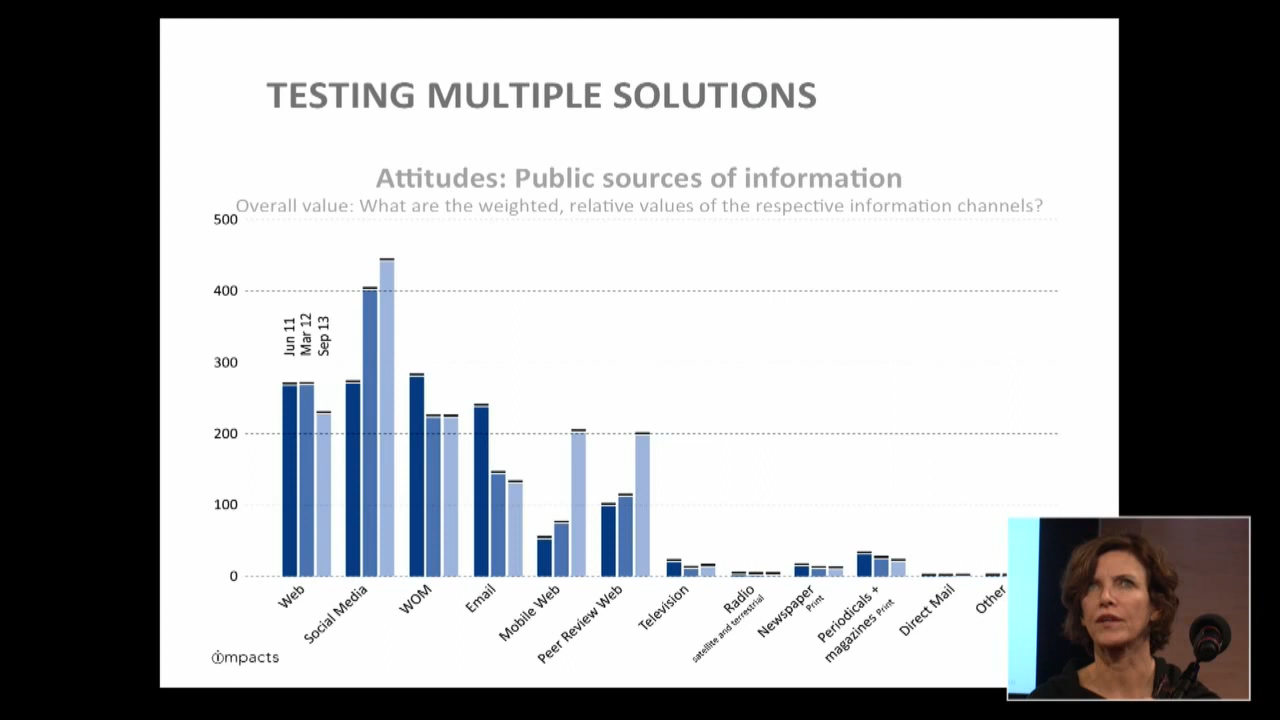 TESTING MULTIPLE SOLUTIONS
Attitudes: Public sources of information
Overall value: What are the weighted, relative values of the respective information channels?
500
400
300
200
100
0
Jun 11
Mar 12
Sep 13
Web
Social Media
WOM
Email
Mobile Web
Peer Review Web
Television
Radio
satellite and terrestrial
Newspaper
Print
Periodicals +
magazines Print
Direct Mail
Other
impacts